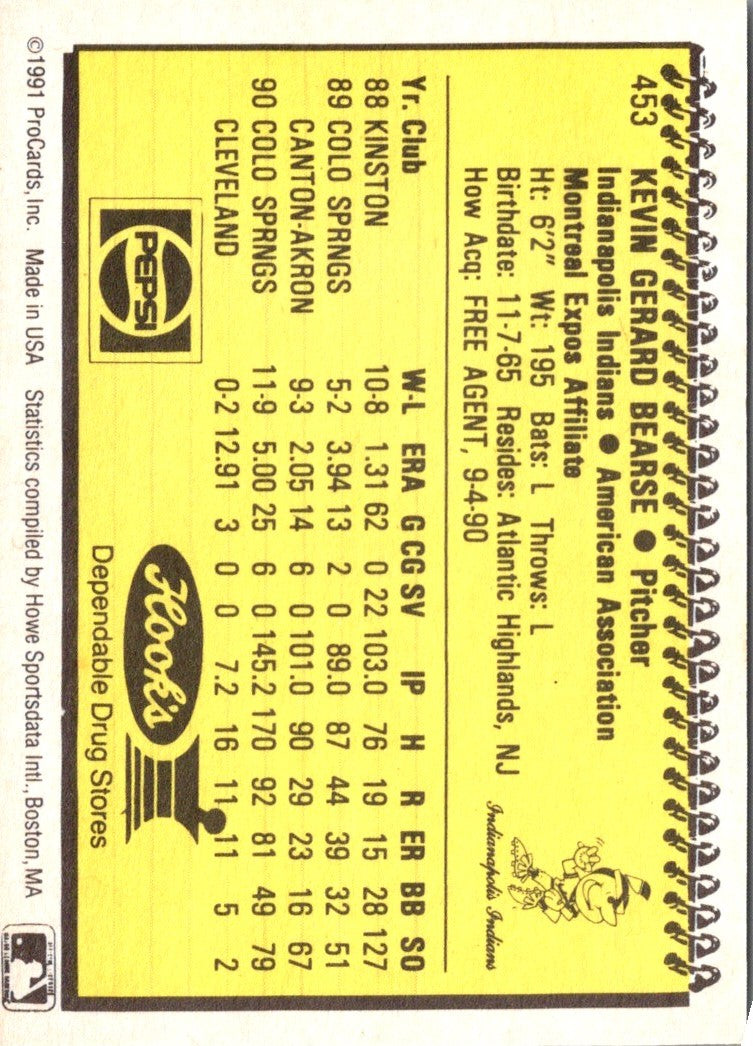 453 KEVIN GERARD BEARSE ● Pitcher
Indianapolis Indians ● American Association
Montreal Expos Affiliate
Ht: 6'2" Wt: 195 Bats: L Throws: L
Birthdate: 11-7-65 Resides: Atlantic Highlands, NJ
How Acq: FREE AGENT, 9-4-90
Indianapolis Indians
Yr. Club W-L ERA G CG SV IP H R ER BB SO
88 KINSTON 10-8 1.31 62 0 22 103.0 76 19 15 28 127
89 COLO SPRNGS 5-2 3.94 13 2 0 89.0 87 44 39 32 51
CANTON-AKRON 9-3 2.05 14 6 0 101.0 90 29 23 16 67
90 COLO SPRNGS 11-9 5.00 25 6 0 145.2 170 92 81 49 79
CLEVELAND 0-2 12.91 3 0 0 7.2 16 11 11 5 2
PEPSI
Hook's
Dependable Drug Stores
©1991 ProCards, Inc. Made in USA Statistics compiled by Howe Sportsdata Intl., Boston, MA